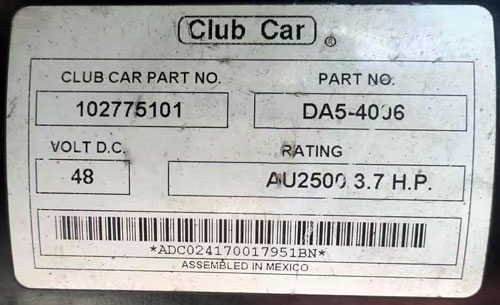 Club Car ®
CLUB CAR PART NO. PART NO.
102775101 DA5-4006
VOLT D.C. RATING
48 AU2500 3.7 H.P.
*ADC024170017951BN*
ASSEMBLED IN MEXICO